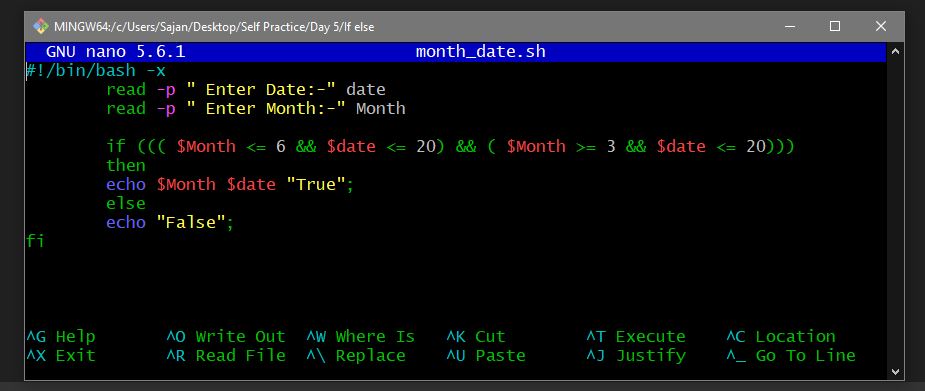 MINGW64:/c/Users/Sajan/Desktop/Self Practice/Day 5/If else
GNU nano 5.6.1 month_date.sh
#!/bin/bash -x
read -p " Enter Date:-" date
read -p " Enter Month:-" Month
if ((( $Month <= 6 && $date <= 20) && ( $Month >= 3 && $date <= 20)))
then
echo $Month $date "True";
else
echo "False";
fi
^G Help ^O Write Out ^W Where Is ^K Cut ^T Execute ^C Location
^X Exit ^R Read File ^\ Replace ^U Paste ^J Justify ^_ Go To Line